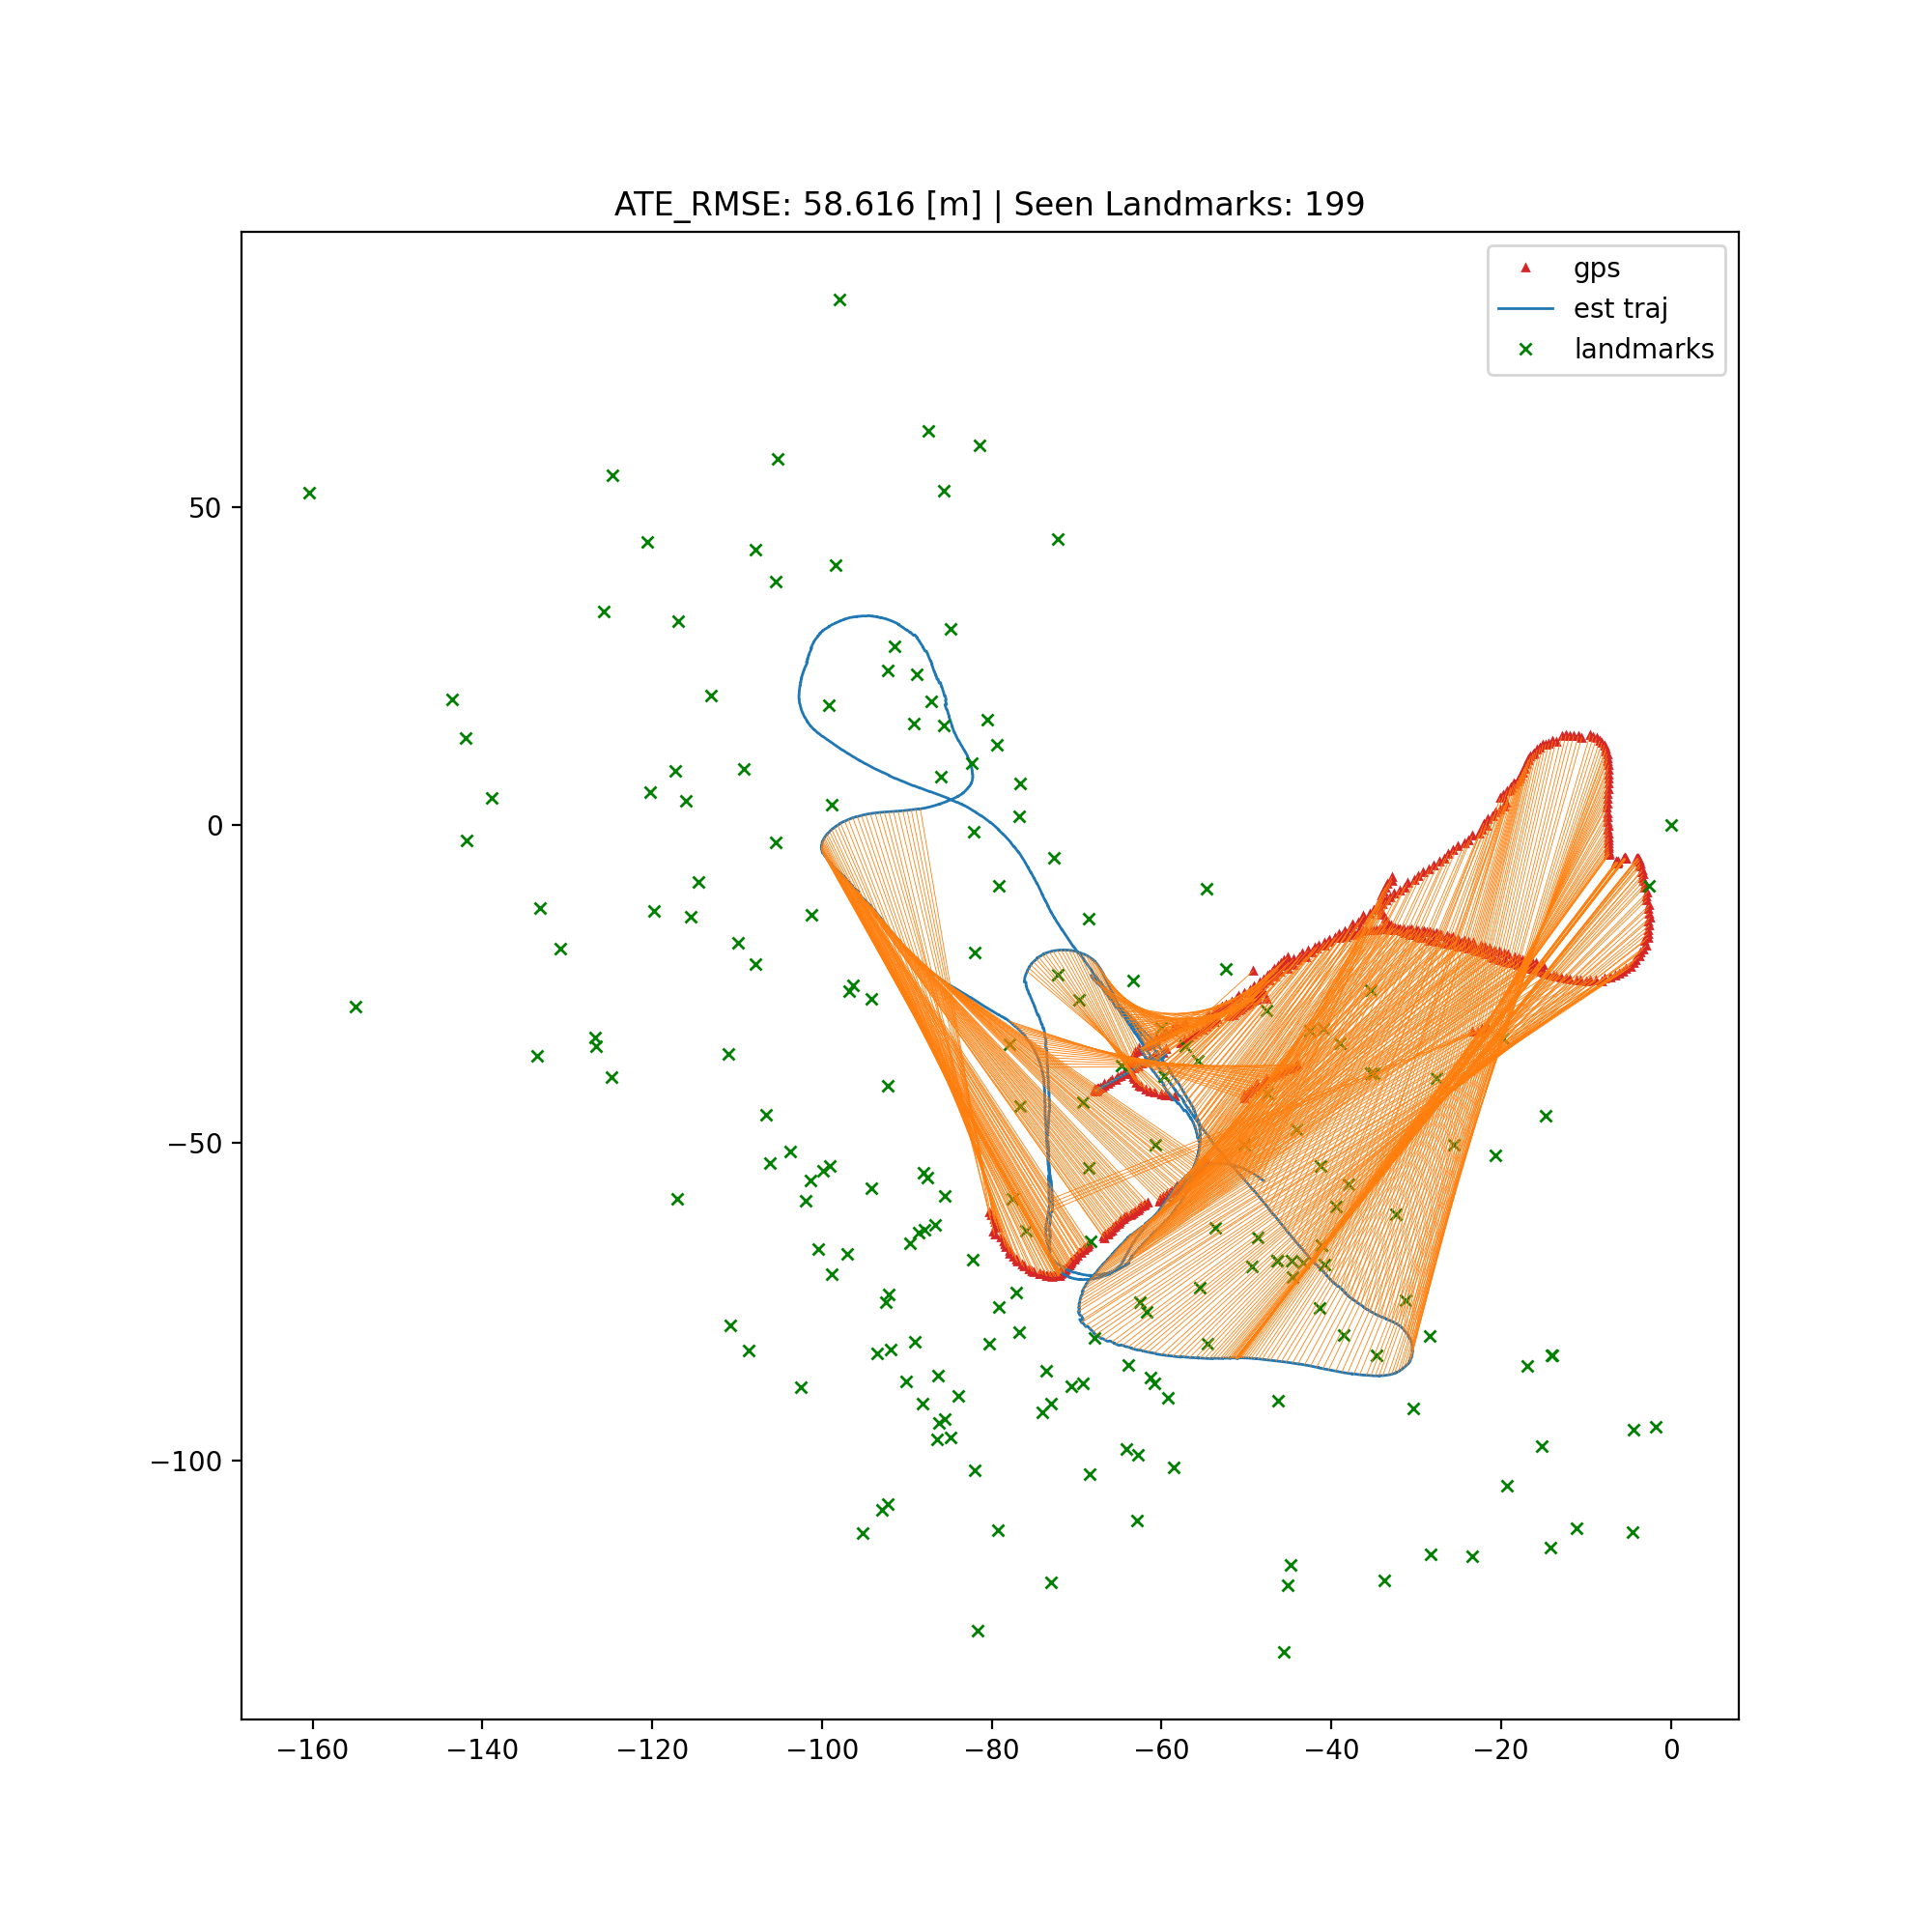 ATE_RMSE: 58.616 [m] | Seen Landmarks: 199
gps
est traj
landmarks
50
0
−50
−100
−160 −140 −120 −100 −80 −60 −40 −20 0